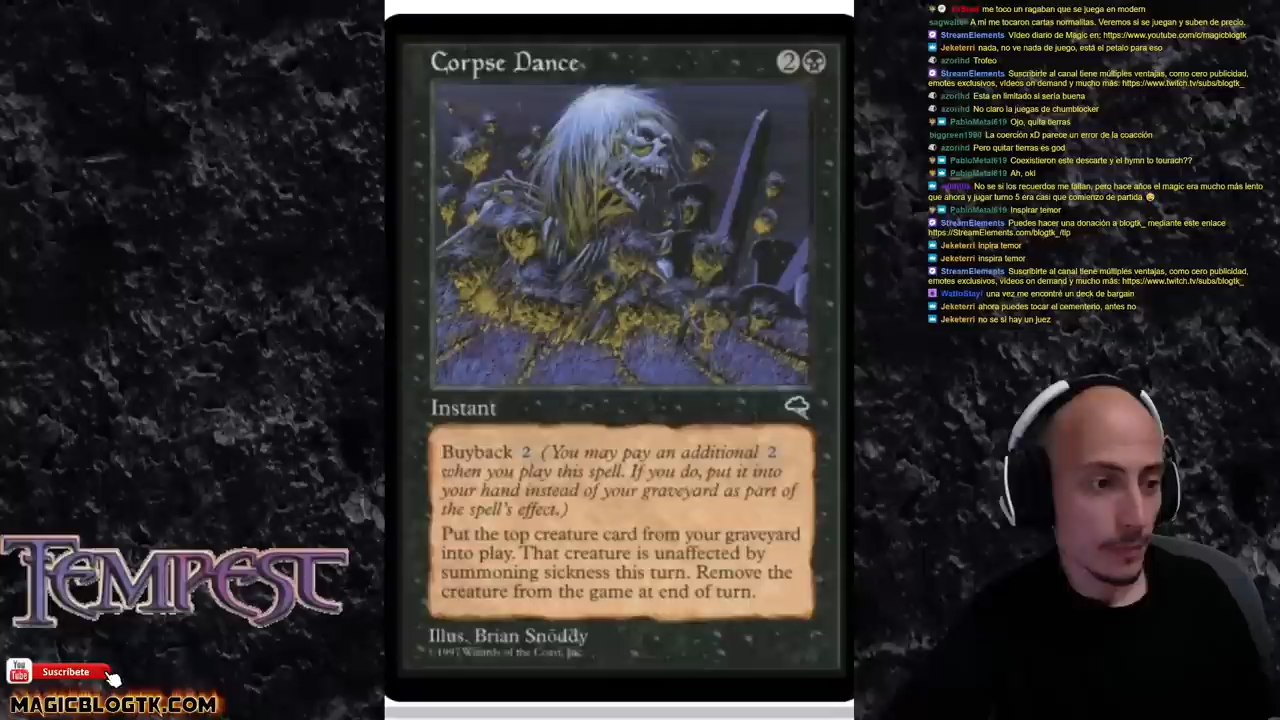 Corpse Dance
2
Instant
Buyback 2 (You may pay an additional 2
when you play this spell. If you do, put it into
your hand instead of your graveyard as part of
the spell's effect.)
Put the top creature card from your graveyard
into play. That creature is unaffected by
summoning sickness this turn. Remove the
creature from the game at end of turn.
Illus. Brian Snõddy
©1997 Wizards of the Coast, Inc.
TEMPEST
You
Tube
Suscríbete
MAGICBLOGTK.COM
me toco un ragaban que se juega en modern
A mi me tocaron cartas normalitas. Veremos si se juegan y suben de precio.
StreamElements Vídeo diario de Magic en: https://www.youtube.com/c/magicblogtk
Jeketerri nada, no ve nada de juego, está el petalo para eso
azorihd Trofeo
StreamElements Suscribirte al canal tiene múltiples ventajas, como cero publicidad,
emotes exclusivos, vídeos on demand y mucho más: https://www.twitch.tv/subs/blogtk_
azorihd Esta en limitado si sería buena
azorihd No claro la juegas de chumblocker
PabloMetal619 Ojo, quita tierras
biggreen1990 La coerción xD parece un error de la coacción
azorihd Pero quitar tierras es god
PabloMetal619 Coexistieron este descarte y el hymn to tourach??
PabloMetal619 Ah, oki
No se si los recuerdos me fallan, pero hace años el magic era mucho más lento
que ahora y jugar turno 5 era casi que comienzo de partida
PabloMetal619 Inspirar temor
StreamElements Puedes hacer una donación a blogtk_ mediante este enlace
https://StreamElements.com/blogtk_/tip
Jeketerri Inpira temor
Jeketerri inspira temor
StreamElements Suscribirte al canal tiene múltiples ventajas, como cero publicidad,
emotes exclusivos, vídeos on demand y mucho más: https://www.twitch.tv/subs/blogtk_
WattoStayl una vez me encontré un deck de bargain
Jeketerri ahora puedes tocar el cementerio, antes no
Jeketerri no se si hay un juez